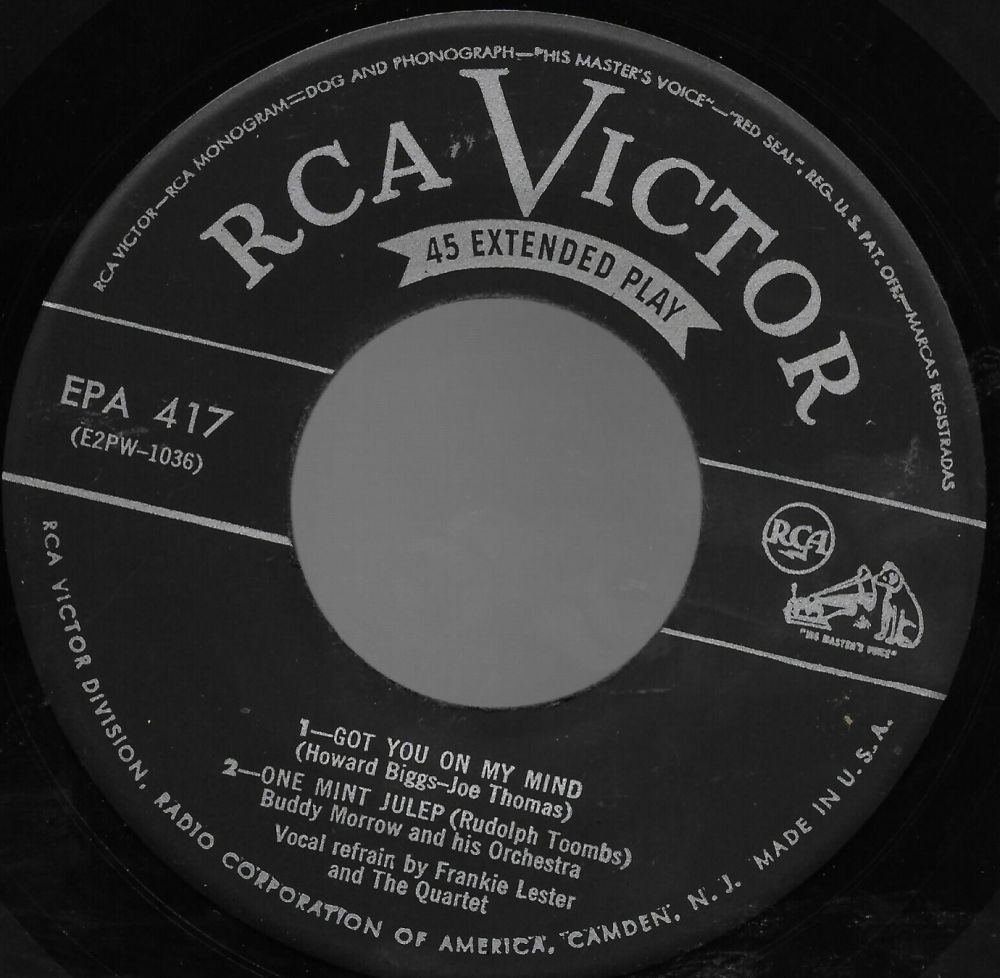 RCA VICTOR—RCA MONOGRAM—DOG AND PHONOGRAPH—"HIS MASTER'S VOICE"—"RED SEAL", REG. U. S. PAT. OFF.—MARCAS REGISTRADAS
RCA VICTOR
45 EXTENDED PLAY
EPA 417
(E2PW-1036)
RCA
"HIS MASTER'S VOICE"
1—GOT YOU ON MY MIND
(Howard Biggs-Joe Thomas)
2—ONE MINT JULEP (Rudolph Toombs)
Buddy Morrow and his Orchestra
Vocal refrain by Frankie Lester
and The Quartet
RCA VICTOR DIVISION, RADIO CORPORATION OF AMERICA, CAMDEN, N. J. MADE IN U. S. A.